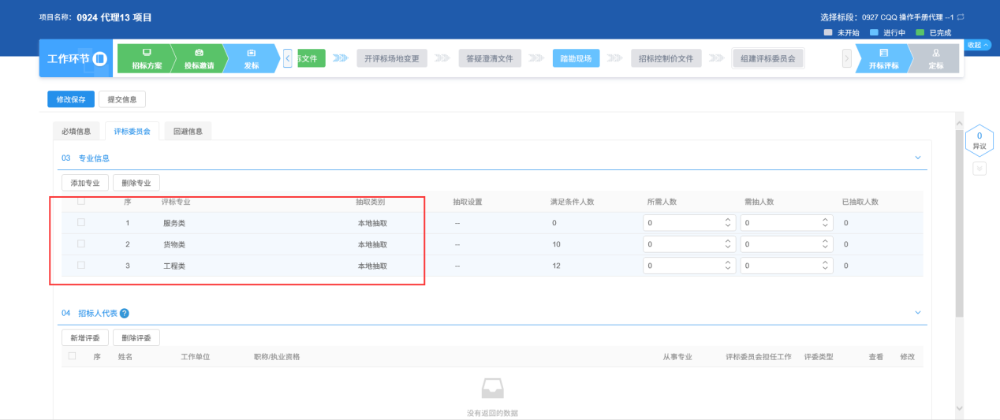 项目名称: 0924 代理13 项目
选择标段: 0927 CQQ 操作手册代理 --1
未开始 进行中 已完成
收起
工作环节 招标方案 投标邀请 发标 标文件 开评标场地变更 答疑澄清文件 踏勘现场 招标控制价文件 组建评标委员会 开标评标 定标
修改保存 提交信息
必填信息 评标委员会 回避信息
0
异议
03 专业信息
添加专业 删除专业
序 评标专业 抽取类别 抽取设置 满足条件人数 所需人数 需抽人数 已抽取人数
1 服务类 本地抽取 -- 0 0 0 0
2 货物类 本地抽取 -- 10 0 0 0
3 工程类 本地抽取 -- 12 0 0 0
04 招标人代表 ?
新增评委 删除评委
序 姓名 工作单位 职称/执业资格 从事专业 评标委员会担任工作 评委类型 查看 修改
没有返回的数据